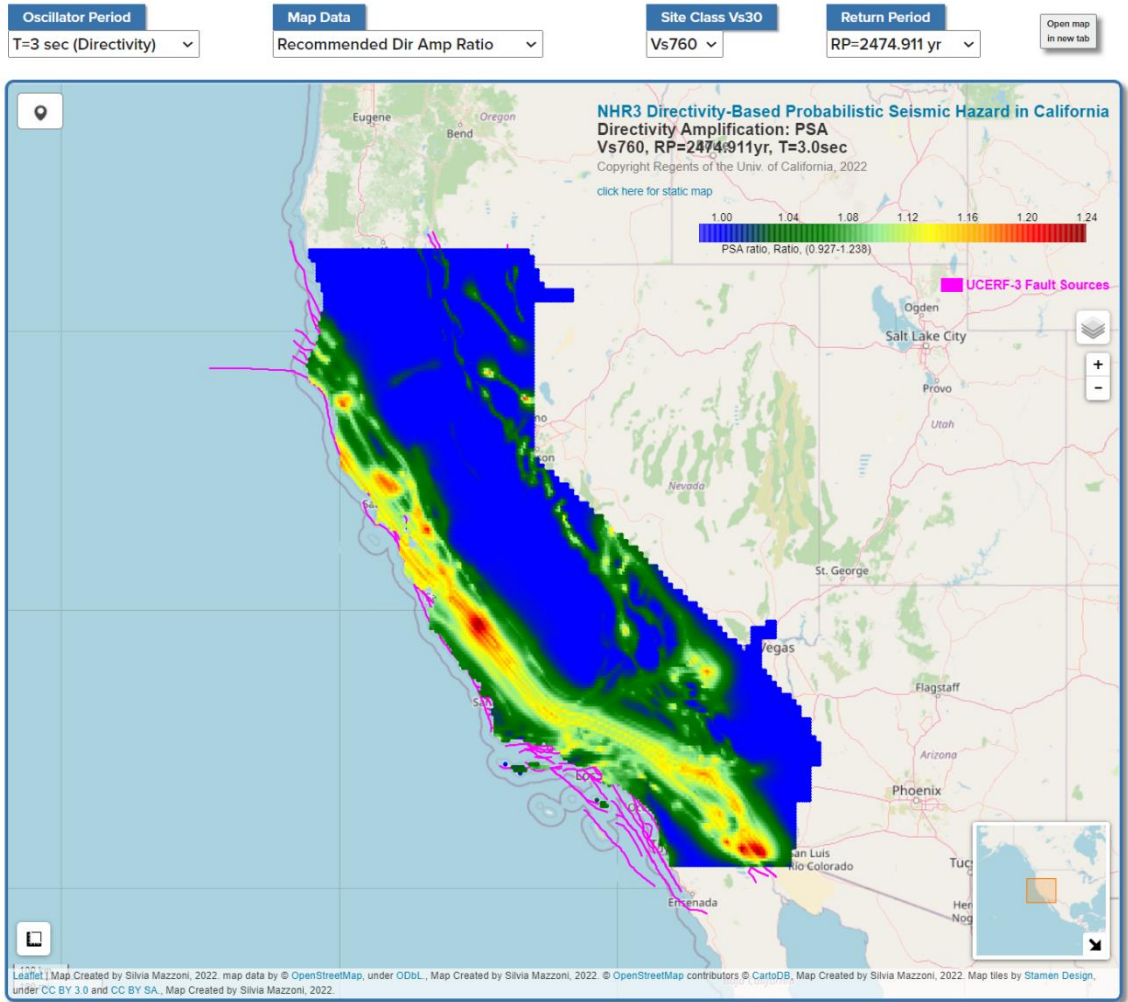 Oscillator Period
T=3 sec (Directivity)
Map Data
Recommended Dir Amp Ratio
Site Class Vs30
Vs760
Return Period
RP=2474.911 yr
Open map
in new tab
NHR3 Directivity-Based Probabilistic Seismic Hazard in California
Directivity Amplification: PSA
Vs760, RP=2474.911yr, T=3.0sec
Copyright Regents of the Univ. of California, 2022
click here for static map
1.00 1.04 1.08 1.12 1.16 1.20 1.24
PSA ratio, Ratio, (0.927-1.238)
UCERF-3 Fault Sources
Eugene
Oregon
Bend
Ogden
Salt Lake City
+
−
Provo
Utah
Nevada
St. George
Vegas
Flagstaff
Arizona
Phoenix
San Luis
Río Colorado
Ensenada
Leaflet | Map Created by Silvia Mazzoni, 2022. map data by © OpenStreetMap, under ODbL., Map Created by Silvia Mazzoni, 2022. © OpenStreetMap contributors © CartoDB, Map Created by Silvia Mazzoni, 2022. Map tiles by Stamen Design,
under CC BY 3.0 and CC BY SA., Map Created by Silvia Mazzoni, 2022.